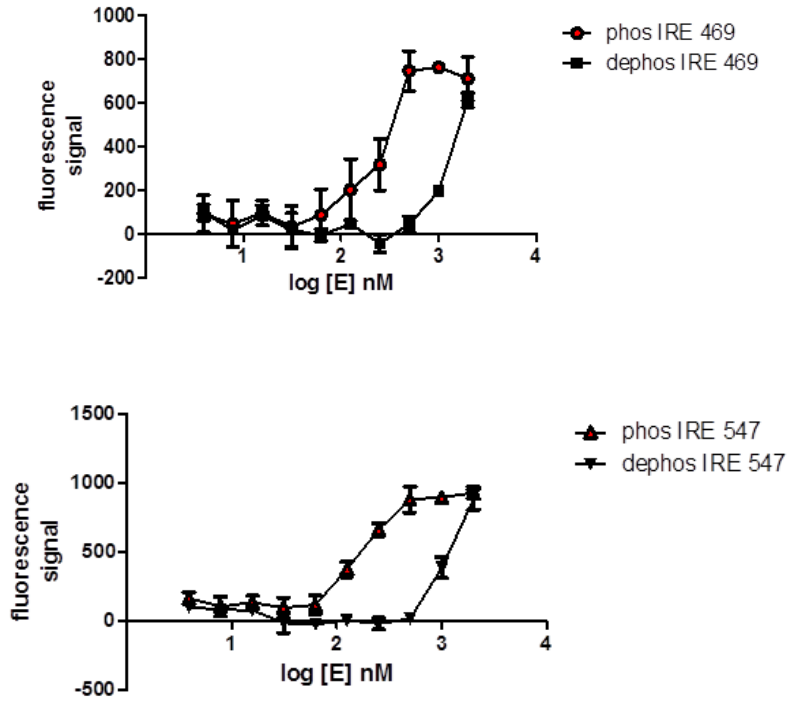 1000
800
600
400
200
0
-200
fluorescence
signal
1 2 3 4
log [E] nM
phos IRE 469
dephos IRE 469
1500
1000
500
0
-500
fluorescence
signal
1 2 3 4
log [E] nM
phos IRE 547
dephos IRE 547